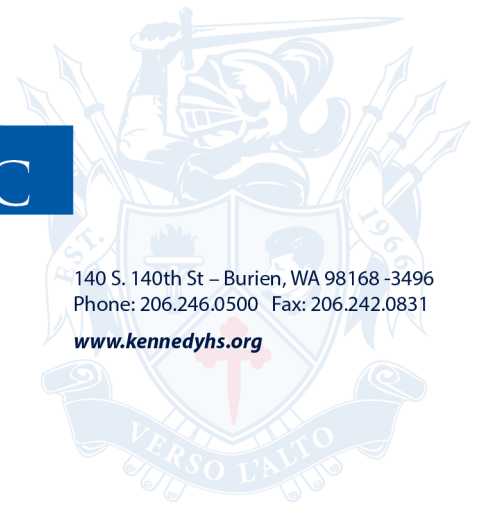 C
EST. 1966
140 S. 140th St – Burien, WA 98168 -3496
Phone: 206.246.0500   Fax: 206.242.0831
www.kennedyhs.org
VERSO L'ALTO